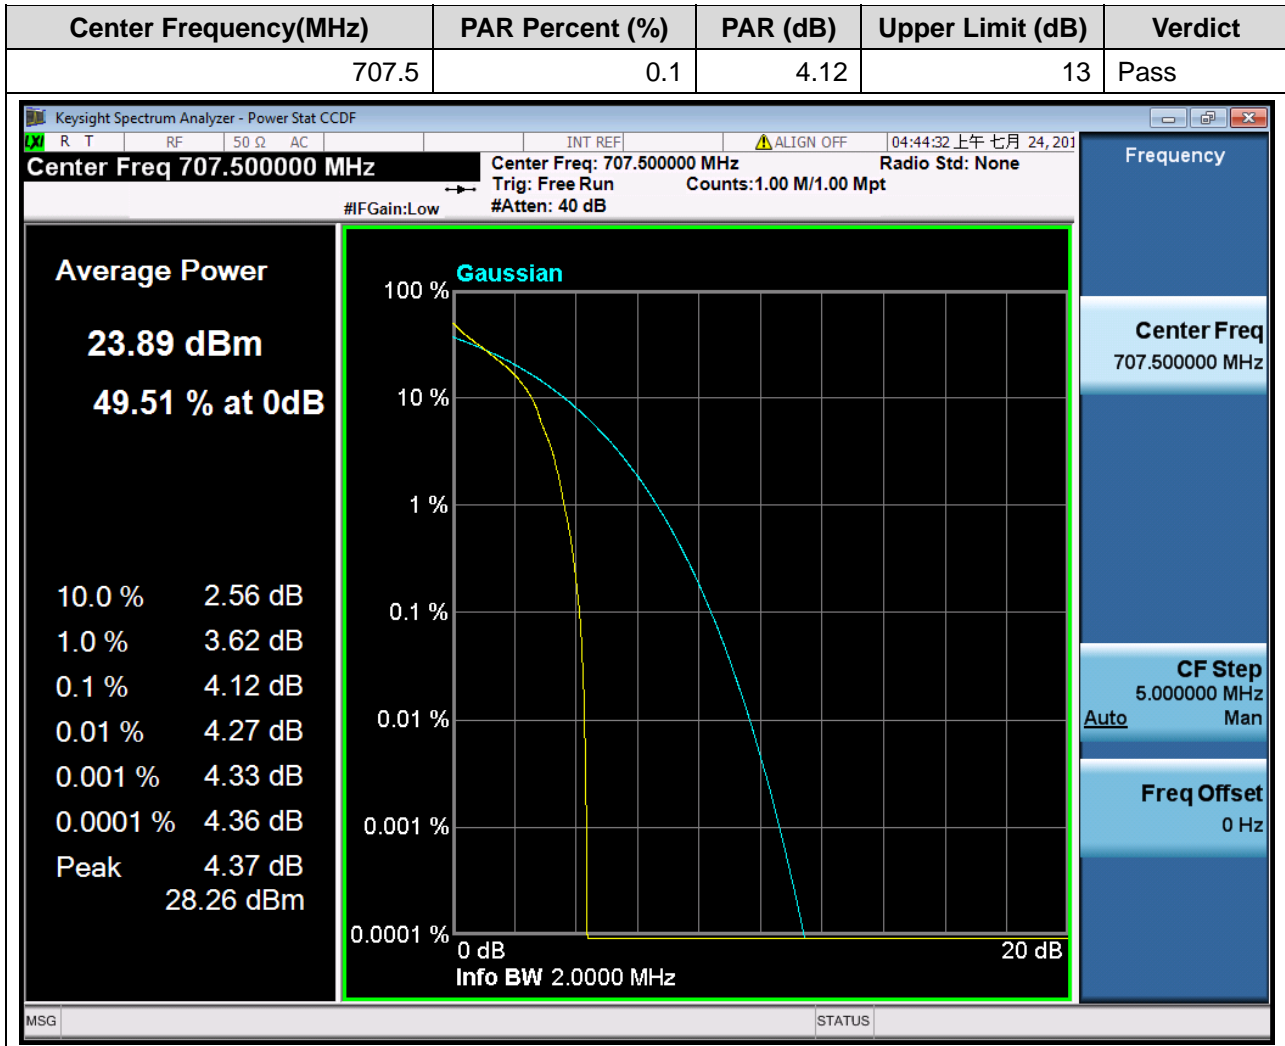 Center Frequency(MHz) PAR Percent (%) PAR (dB) Upper Limit (dB) Verdict
707.5 0.1 4.12 13 Pass
Keysight Spectrum Analyzer - Power Stat CCDF
LXI R T RF 50 Ω AC INT REF ALIGN OFF 04:44:32 上午 七月 24, 201
Center Freq 707.500000 MHz
Center Freq: 707.500000 MHz Radio Std: None
Trig: Free Run Counts:1.00 M/1.00 Mpt
#IFGain:Low #Atten: 40 dB
Average Power
23.89 dBm
49.51 % at 0dB
10.0 % 2.56 dB
1.0 % 3.62 dB
0.1 % 4.12 dB
0.01 % 4.27 dB
0.001 % 4.33 dB
0.0001 % 4.36 dB
Peak 4.37 dB
28.26 dBm
Gaussian
100 %
10 %
1 %
0.1 %
0.01 %
0.001 %
0.0001 %
0 dB 20 dB
Info BW 2.0000 MHz
Frequency
Center Freq
707.500000 MHz
CF Step
5.000000 MHz
Auto Man
Freq Offset
0 Hz
MSG STATUS